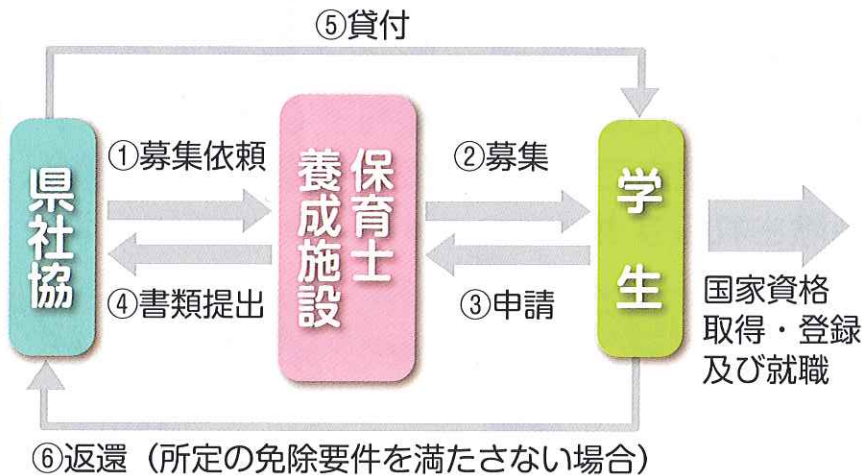 ⑤貸付
県社協
①募集依頼
④書類提出
保育士
養成施設
②募集
③申請
学生
国家資格
取得・登録
及び就職
⑥返還（所定の免除要件を満たさない場合）